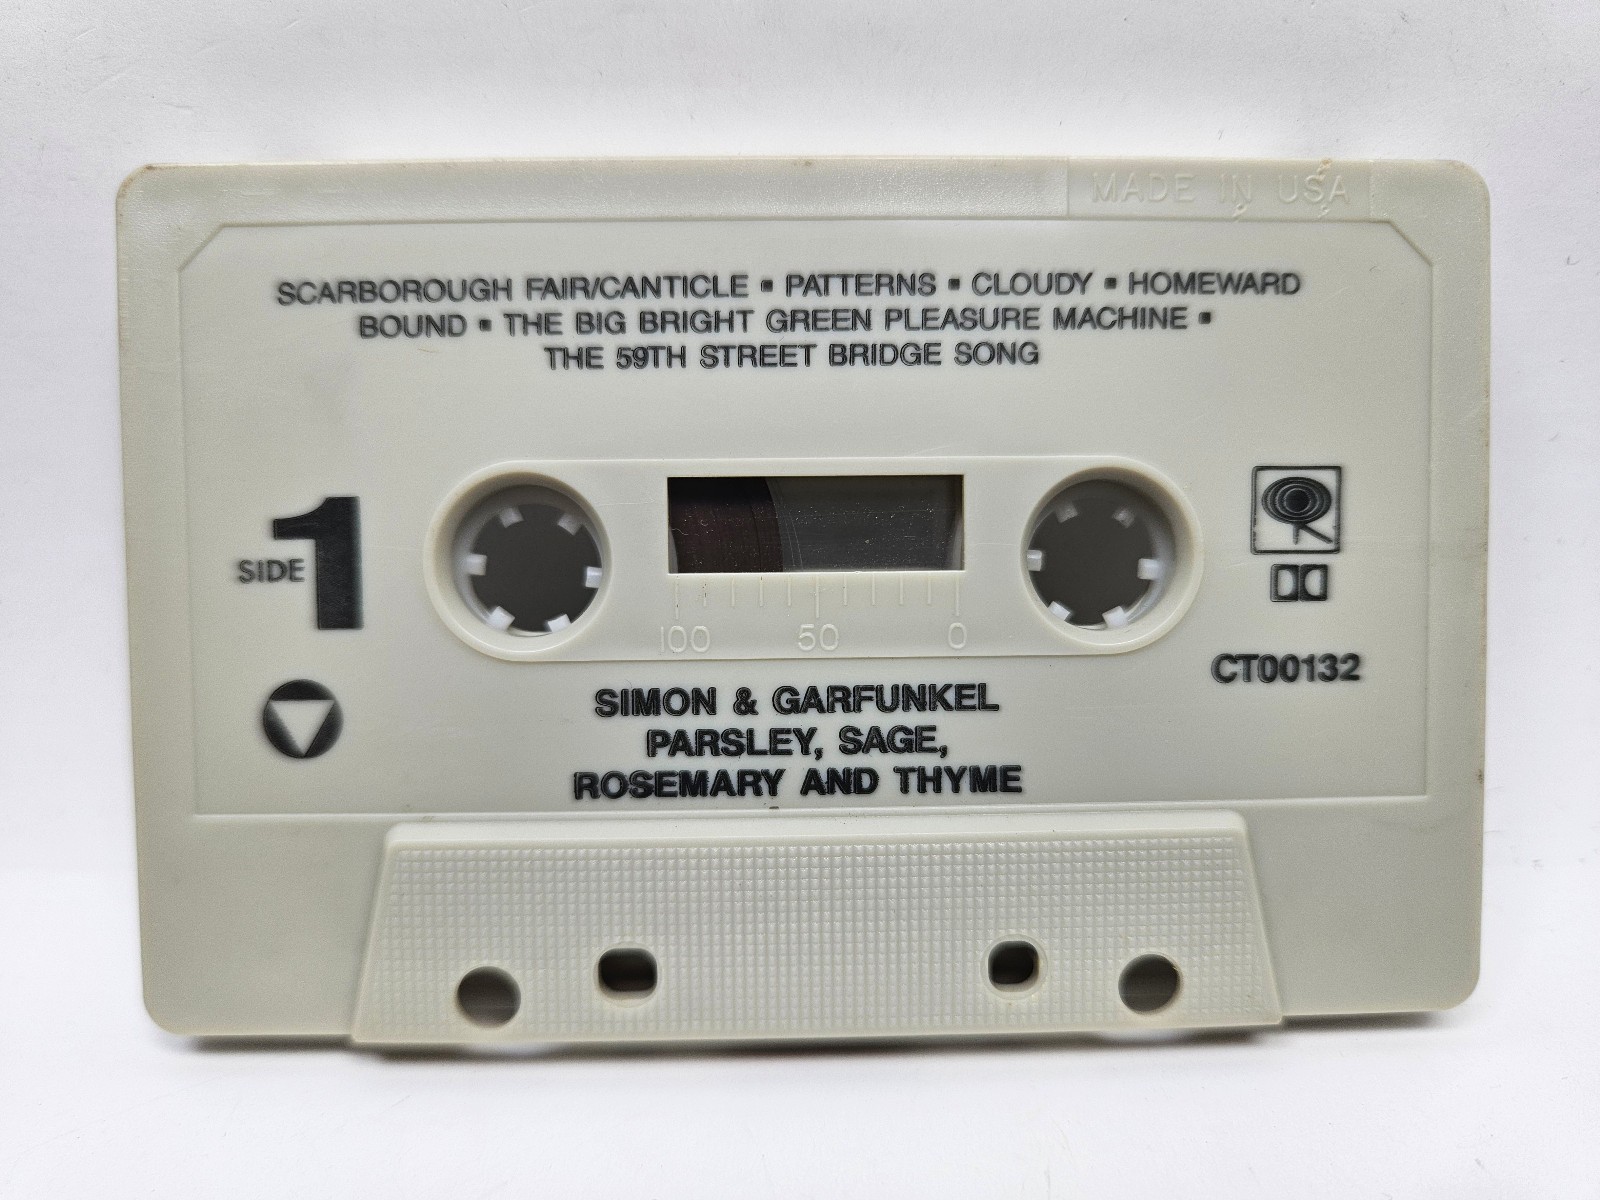 MADE IN USA
SCARBOROUGH FAIR/CANTICLE ▪ PATTERNS ▪ CLOUDY ▪ HOMEWARD
BOUND ▪ THE BIG BRIGHT GREEN PLEASURE MACHINE ▪
THE 59TH STREET BRIDGE SONG
SIDE 1
100 50 0
CT00132
SIMON & GARFUNKEL
PARSLEY, SAGE,
ROSEMARY AND THYME